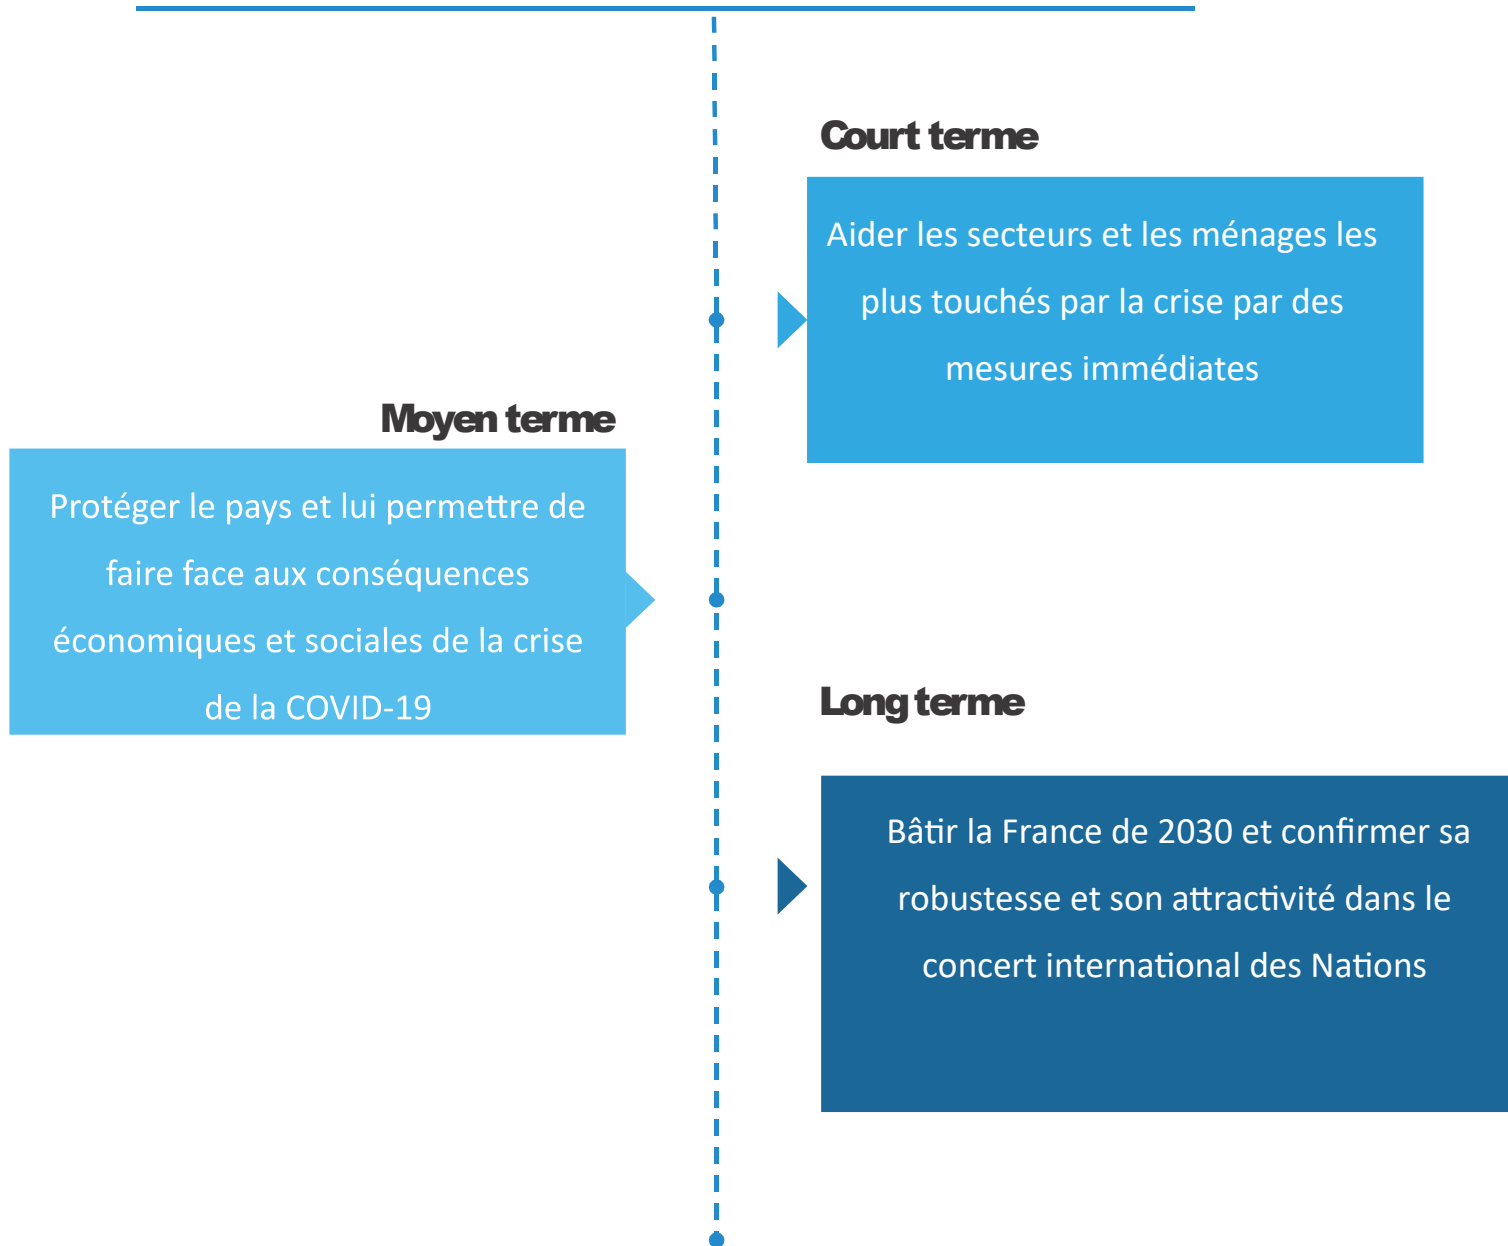 Court terme
Aider les secteurs et les ménages les
plus touchés par la crise par des
mesures immédiates
Moyen terme
Protéger le pays et lui permettre de
faire face aux conséquences
économiques et sociales de la crise
de la COVID-19
Long terme
Bâtir la France de 2030 et confirmer sa
robustesse et son attractivité dans le
concert international des Nations